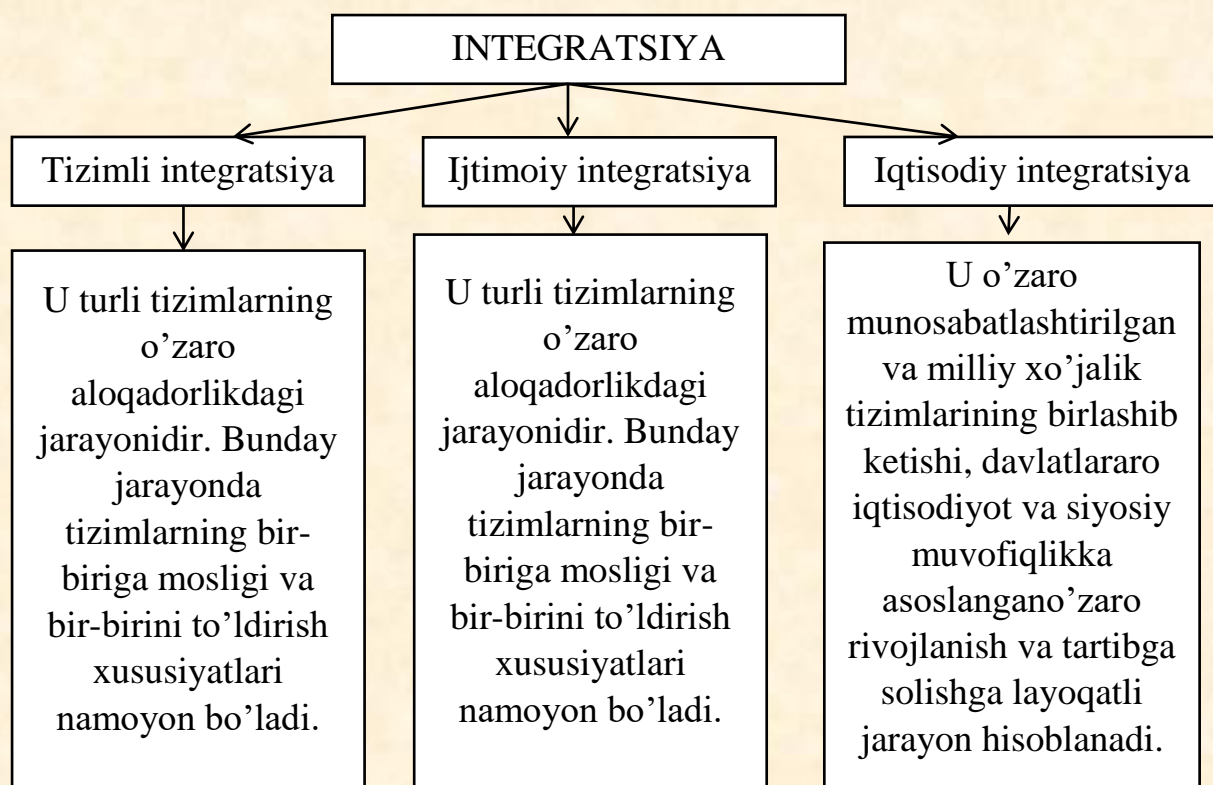 INTEGRATSIYA
Tizimli integratsiya
Ijtimoiy integratsiya
Iqtisodiy integratsiya
U turli tizimlarning
o’zaro
aloqadorlikdagi
jarayonidir. Bunday
jarayonda
tizimlarning bir-
biriga mosligi va
bir-birini to’ldirish
xususiyatlari
namoyon bo’ladi.
U turli tizimlarning
o’zaro
aloqadorlikdagi
jarayonidir. Bunday
jarayonda
tizimlarning bir-
biriga mosligi va
bir-birini to’ldirish
xususiyatlari
namoyon bo’ladi.
U o’zaro
munosabatlashtirilgan
va milliy xo’jalik
tizimlarining birlashib
ketishi, davlatlararo
iqtisodiyot va siyosiy
muvofiqlikka
asoslangano’zaro
rivojlanish va tartibga
solishga layoqatli
jarayon hisoblanadi.